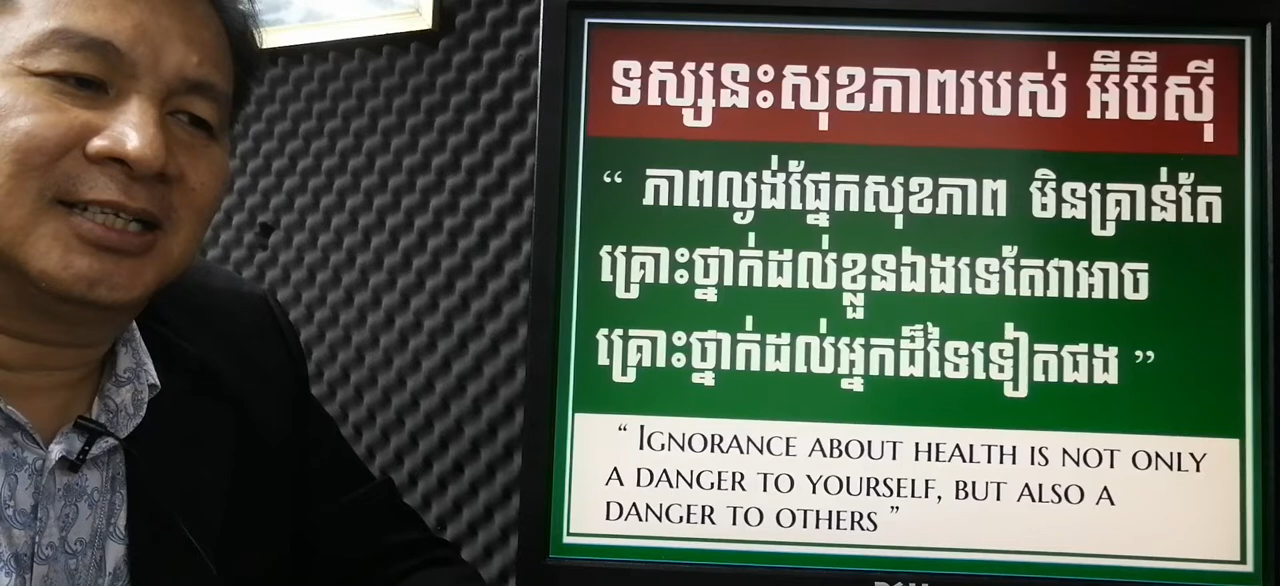 ទស្សនះសុខភាពរបស់ អ៊ីប៊ីស៊ី
“ ភាពល្ងង់ផ្នែកសុខភាព មិនគ្រាន់តែ
គ្រោះថ្នាក់ដល់ខ្លួនឯងទេតែវាអាច
គ្រោះថ្នាក់ដល់អ្នកដ៏ទៃទៀតផង ”
“ IGNORANCE ABOUT HEALTH IS NOT ONLY
A DANGER TO YOURSELF, BUT ALSO A
DANGER TO OTHERS ”